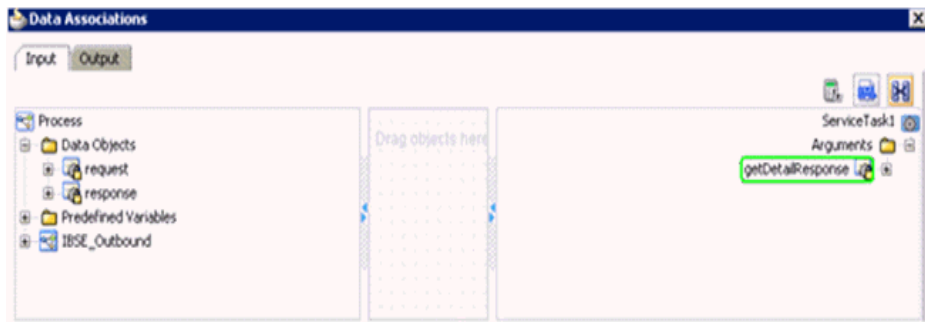 Data Associations
Input Output
Process ServiceTask1
Data Objects Arguments
request getDetailResponse
response
Predefined Variables
IBSE_Outbound
Drag objects here